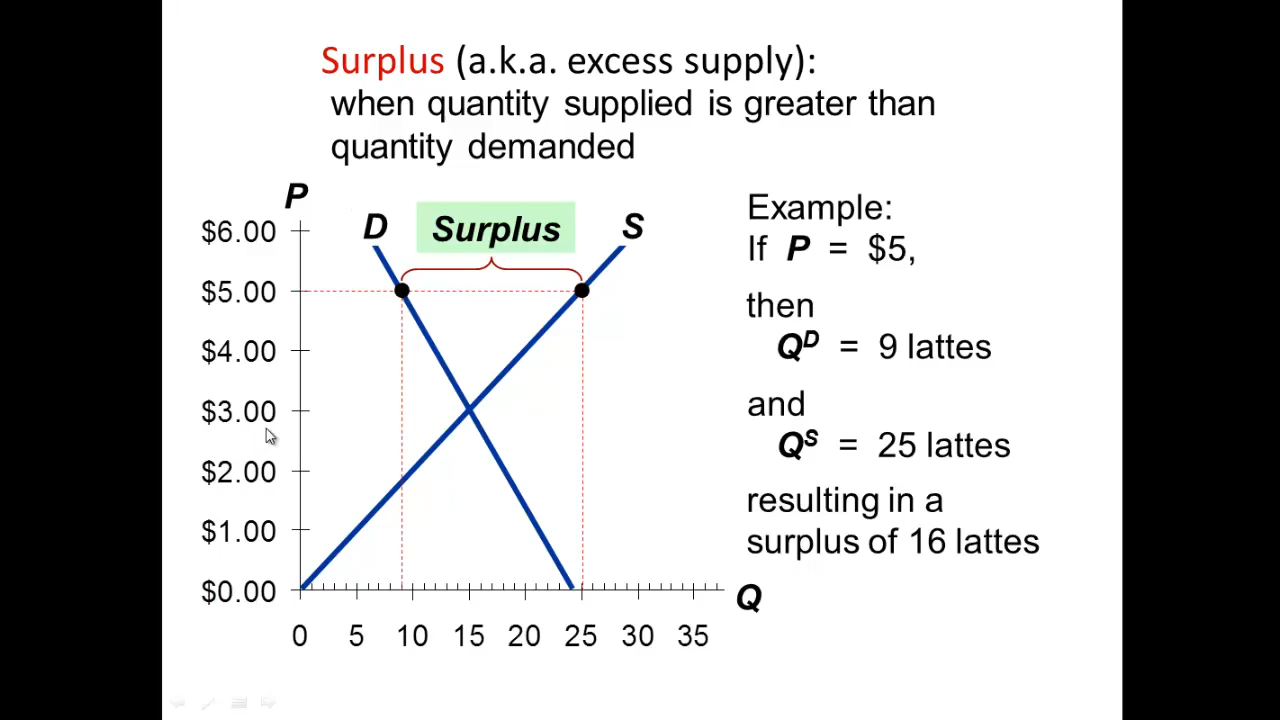 Surplus (a.k.a. excess supply):
when quantity supplied is greater than
quantity demanded
P
D
Surplus
S
$6.00
$5.00
$4.00
$3.00
$2.00
$1.00
$0.00
0 5 10 15 20 25 30 35
Q
Example:
If P = $5,
then
Q^D = 9 lattes
and
Q^S = 25 lattes
resulting in a
surplus of 16 lattes